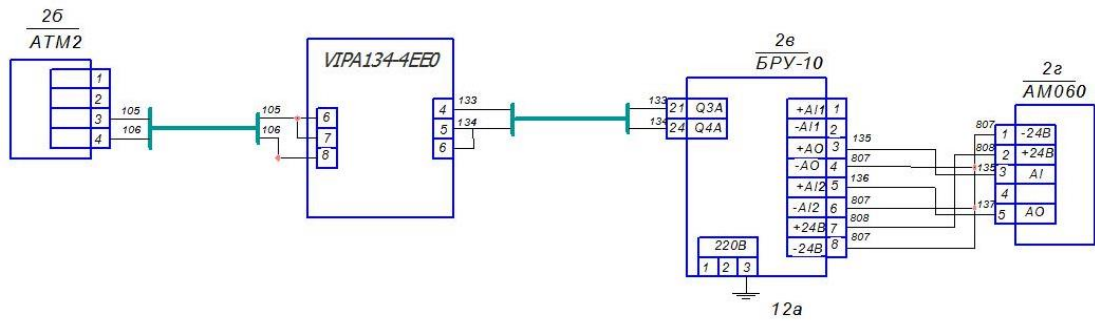 2б
АТМ2
1
2
3
4
105
106
105
106
VIPA134-4EE0
6
7
8
4
5
6
133
134
133
134
2в
БРУ-10
21 Q3A
24 Q4A
+AI1 1
-AI1 2
+AO 3
-AO 4
+AI2 5
-AI2 6
+24В 7
-24В 8
220В
1 2 3
12а
135
807
136
807
808
807
2г
АМ060
807
808
135
137
1 -24В
2 +24В
3 AI
4
5 AO